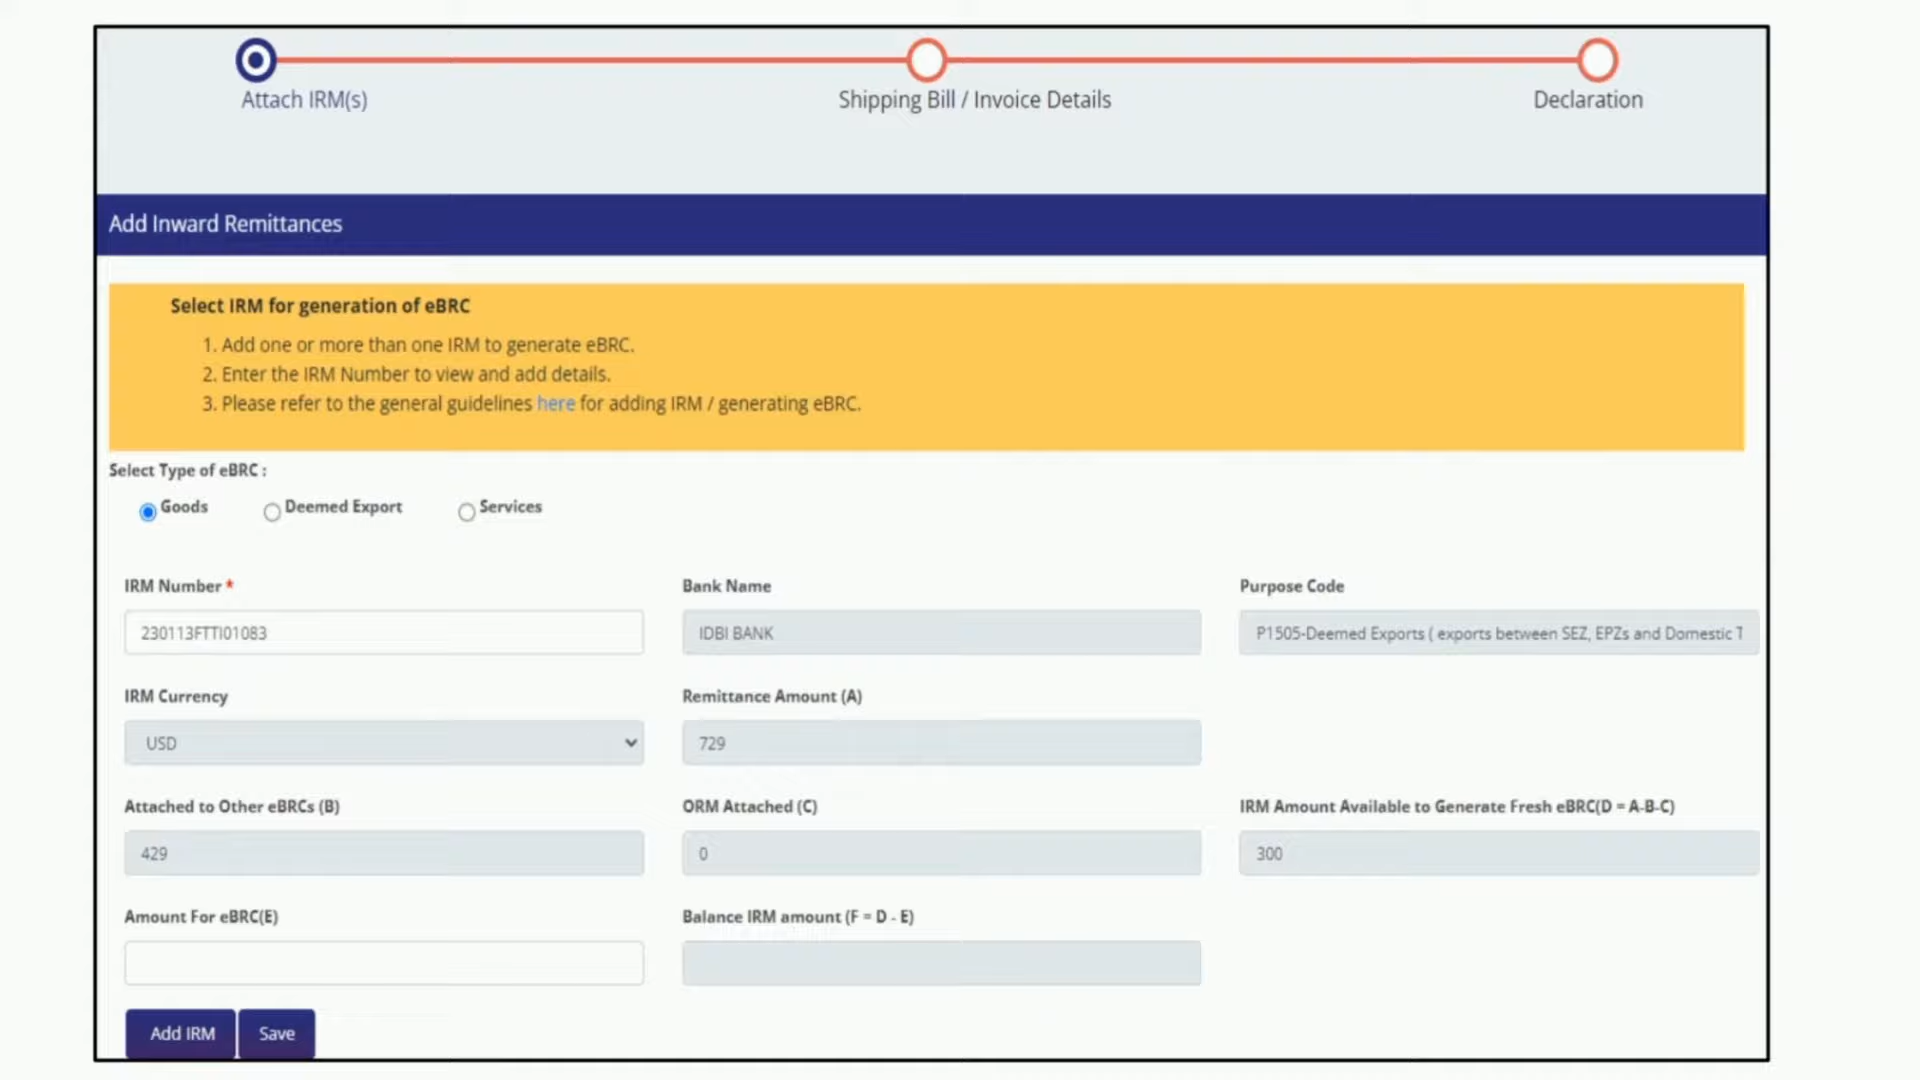 Attach IRM(s)
Shipping Bill / Invoice Details
Declaration
Add Inward Remittances
Select IRM for generation of eBRC
1. Add one or more than one IRM to generate eBRC.
2. Enter the IRM Number to view and add details.
3. Please refer to the general guidelines here for adding IRM / generating eBRC.
Select Type of eBRC :
Goods Deemed Export Services
IRM Number * Bank Name Purpose Code
230113FTTI01083 IDBI BANK P1505-Deemed Exports ( exports between SEZ, EPZs and Domestic T
IRM Currency Remittance Amount (A)
USD 729
Attached to Other eBRCs (B) ORM Attached (C) IRM Amount Available to Generate Fresh eBRC(D = A-B-C)
429 0 300
Amount For eBRC(E) Balance IRM amount (F = D - E)
Add IRM Save